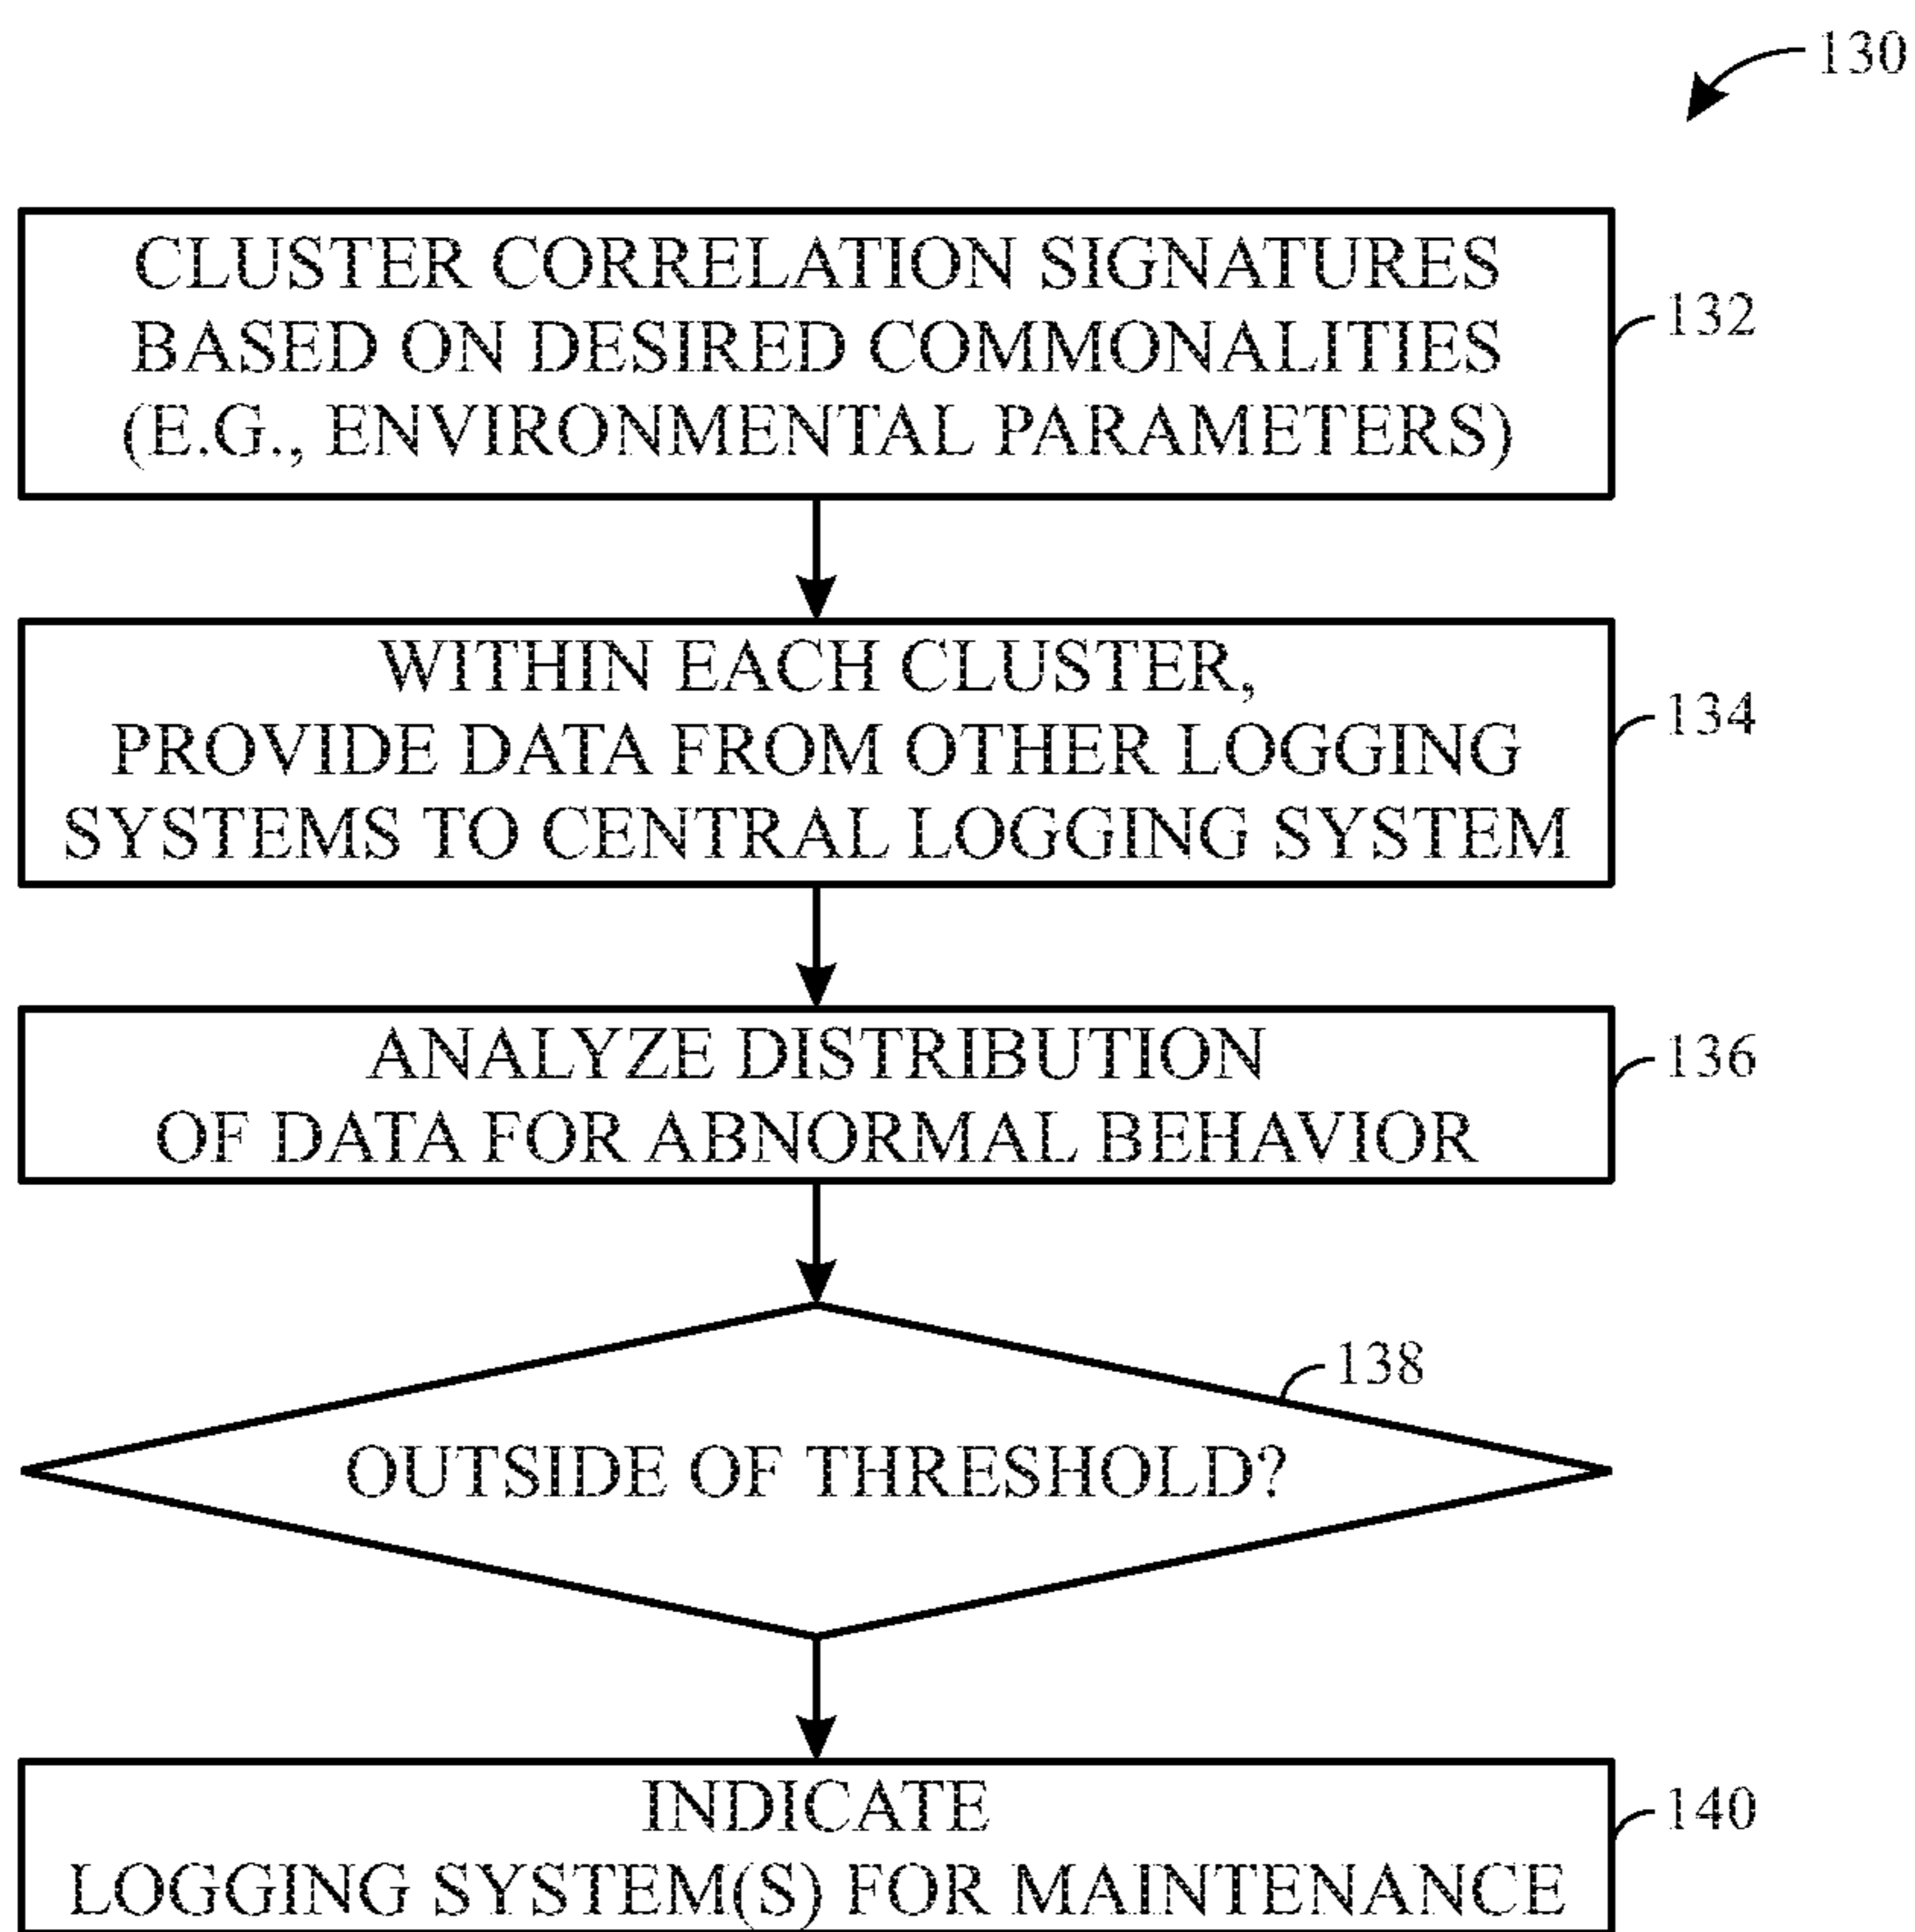 130
CLUSTER CORRELATION SIGNATURES
BASED ON DESIRED COMMONALITIES
(E.G., ENVIRONMENTAL PARAMETERS)
132
WITHIN EACH CLUSTER,
PROVIDE DATA FROM OTHER LOGGING
SYSTEMS TO CENTRAL LOGGING SYSTEM
134
ANALYZE DISTRIBUTION
OF DATA FOR ABNORMAL BEHAVIOR
136
138
OUTSIDE OF THRESHOLD?
INDICATE
LOGGING SYSTEM(S) FOR MAINTENANCE
140